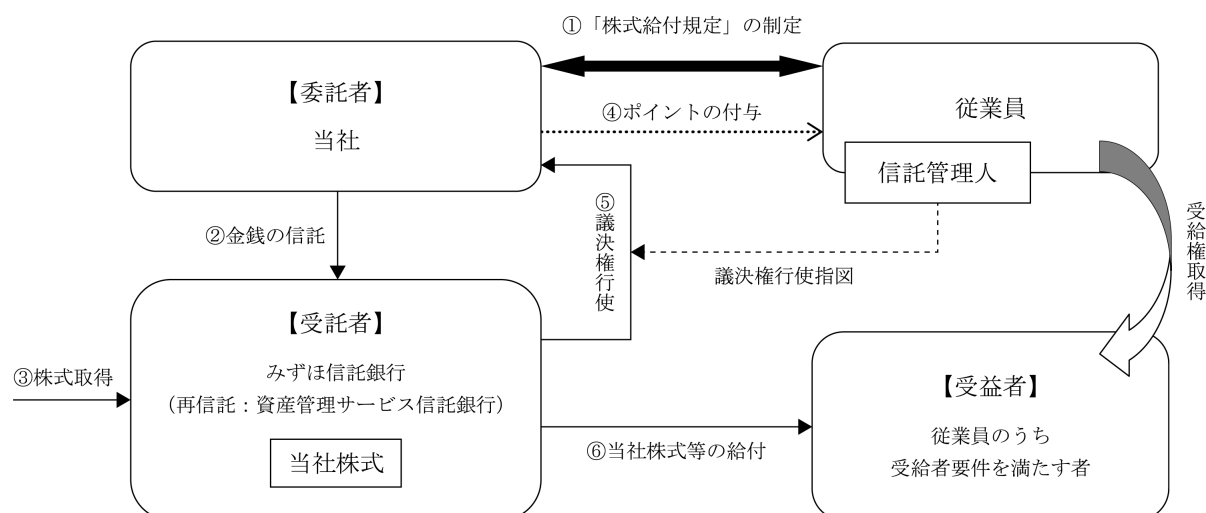 ①「株式給付規定」の制定
【委託者】
当社
④ポイントの付与
従業員
信託管理人
②金銭の信託
⑤議決権行使
議決権行使指図
受給権取得
【受託者】
みずほ信託銀行
（再信託：資産管理サービス信託銀行）
当社株式
③株式取得
⑥当社株式等の給付
【受益者】
従業員のうち
受給者要件を満たす者